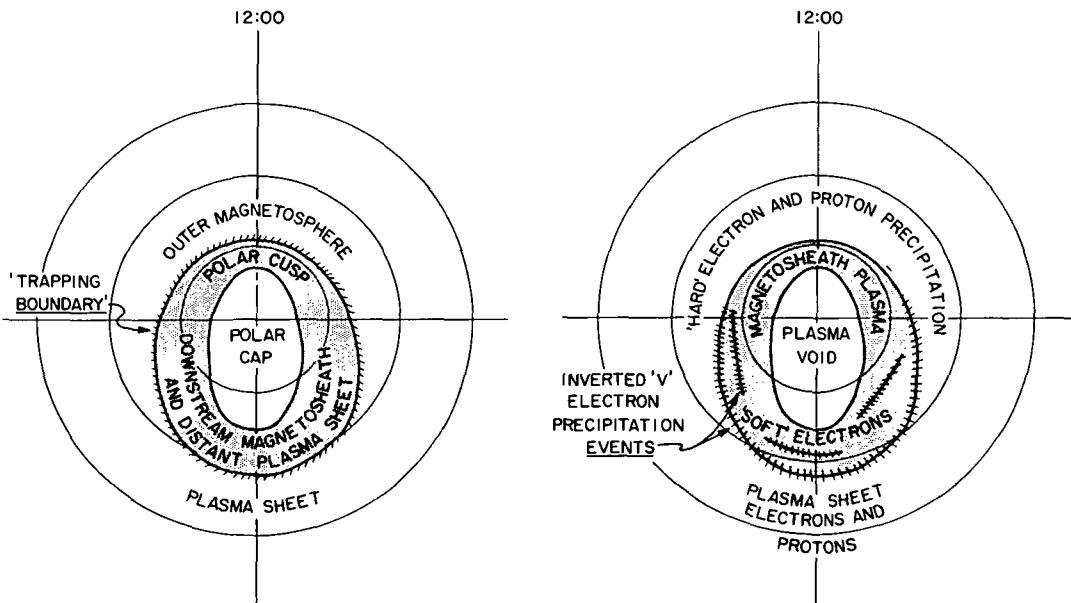 12:00
OUTER MAGNETOSPHERE
POLAR CUSP
'TRAPPING
BOUNDARY'
POLAR
CAP
DOWNSTREAM MAGNETOSHEATH
AND DISTANT PLASMA SHEET
PLASMA SHEET
12:00
'HARD' ELECTRON AND PROTON PRECIPITATION
MAGNETOSHEATH PLASMA
PLASMA
VOID
INVERTED 'V'
ELECTRON
PRECIPITATION
EVENTS
'SOFT' ELECTRONS
PLASMA SHEET
ELECTRONS AND
PROTONS